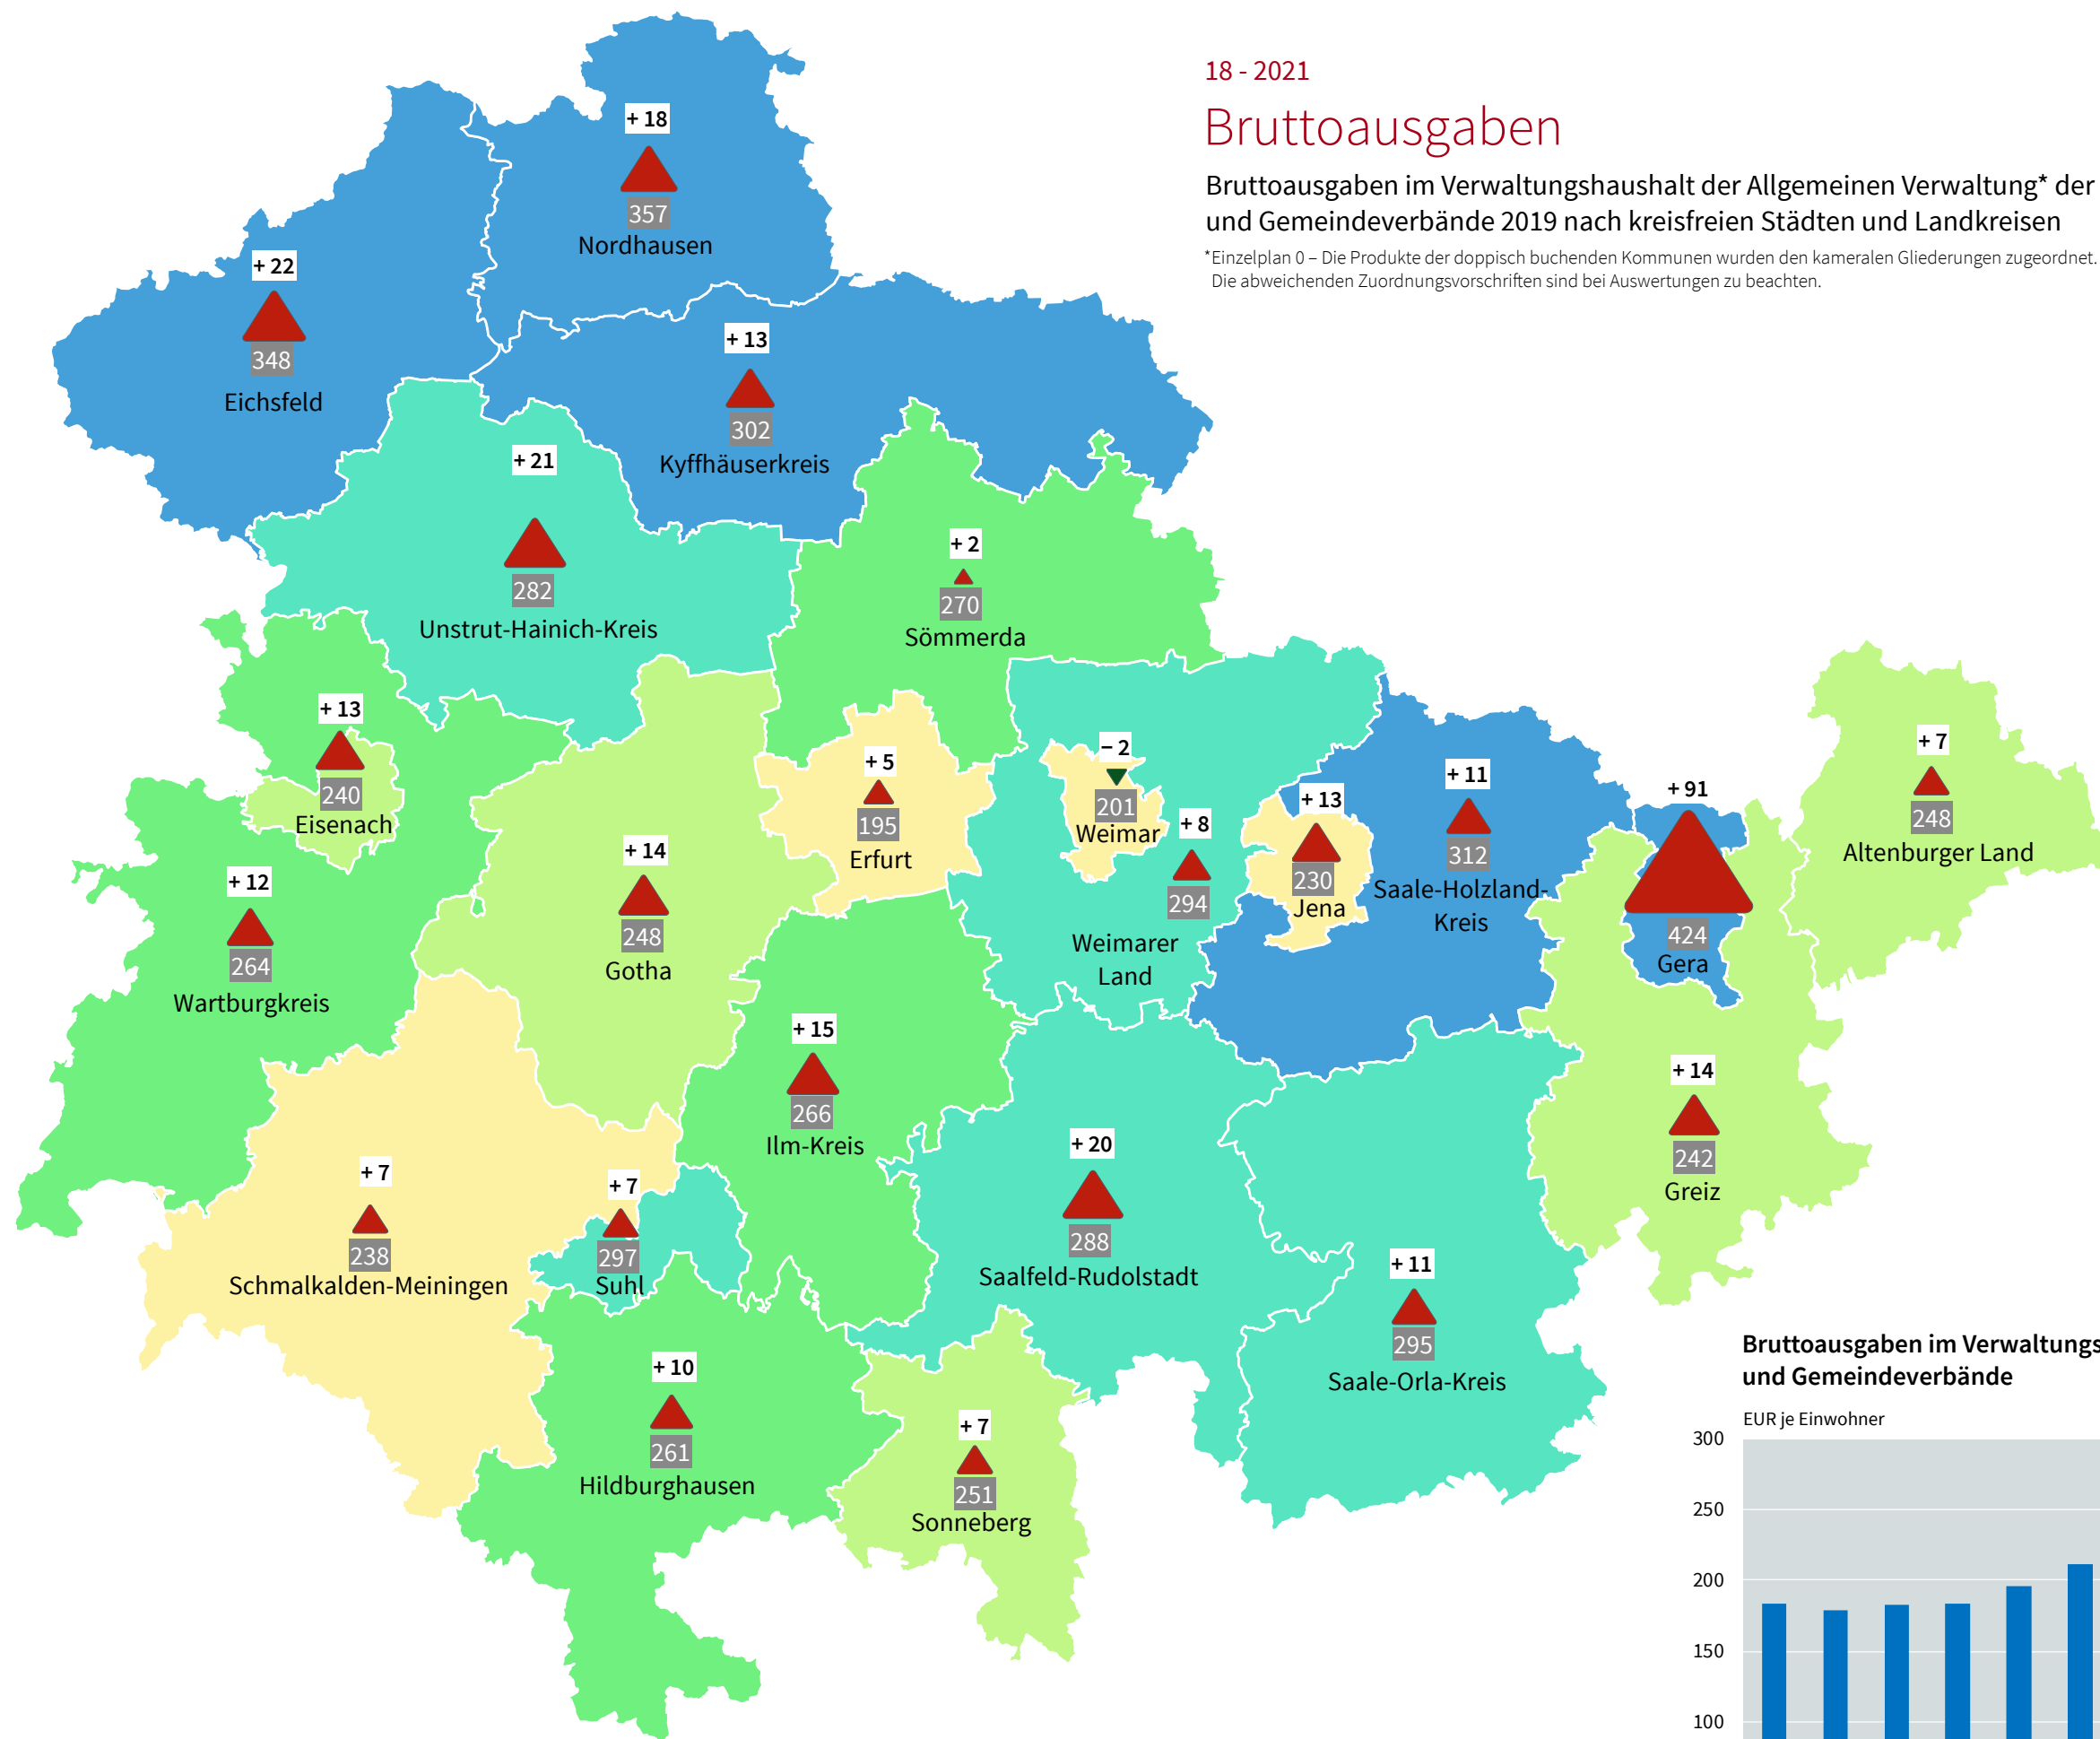 18 - 2021
Bruttoausgaben
Bruttoausgaben im Verwaltungshaushalt der Allgemeinen Verwaltung* der
und Gemeindeverbände 2019 nach kreisfreien Städten und Landkreisen
*Einzelplan 0 – Die Produkte der doppisch buchenden Kommunen wurden den kameralen Gliederungen zugeordnet.
Die abweichenden Zuordnungsvorschriften sind bei Auswertungen zu beachten.
+ 18
357
Nordhausen
+ 22
348
Eichsfeld
+ 13
302
Kyffhäuserkreis
+ 21
282
Unstrut-Hainich-Kreis
+ 2
270
Sömmerda
+ 13
240
Eisenach
+ 12
264
Wartburgkreis
+ 14
248
Gotha
+ 5
195
Erfurt
− 2
201
Weimar
+ 8
294
Weimarer
Land
+ 13
230
Jena
+ 11
312
Saale-Holzland-
Kreis
+ 91
424
Gera
+ 7
248
Altenburger Land
+ 14
242
Greiz
+ 15
266
Ilm-Kreis
+ 7
238
Schmalkalden-Meiningen
+ 7
297
Suhl
+ 20
288
Saalfeld-Rudolstadt
+ 11
295
Saale-Orla-Kreis
+ 10
261
Hildburghausen
+ 7
251
Sonneberg
Bruttoausgaben im Verwaltungs
und Gemeindeverbände
EUR je Einwohner
300
250
200
150
100